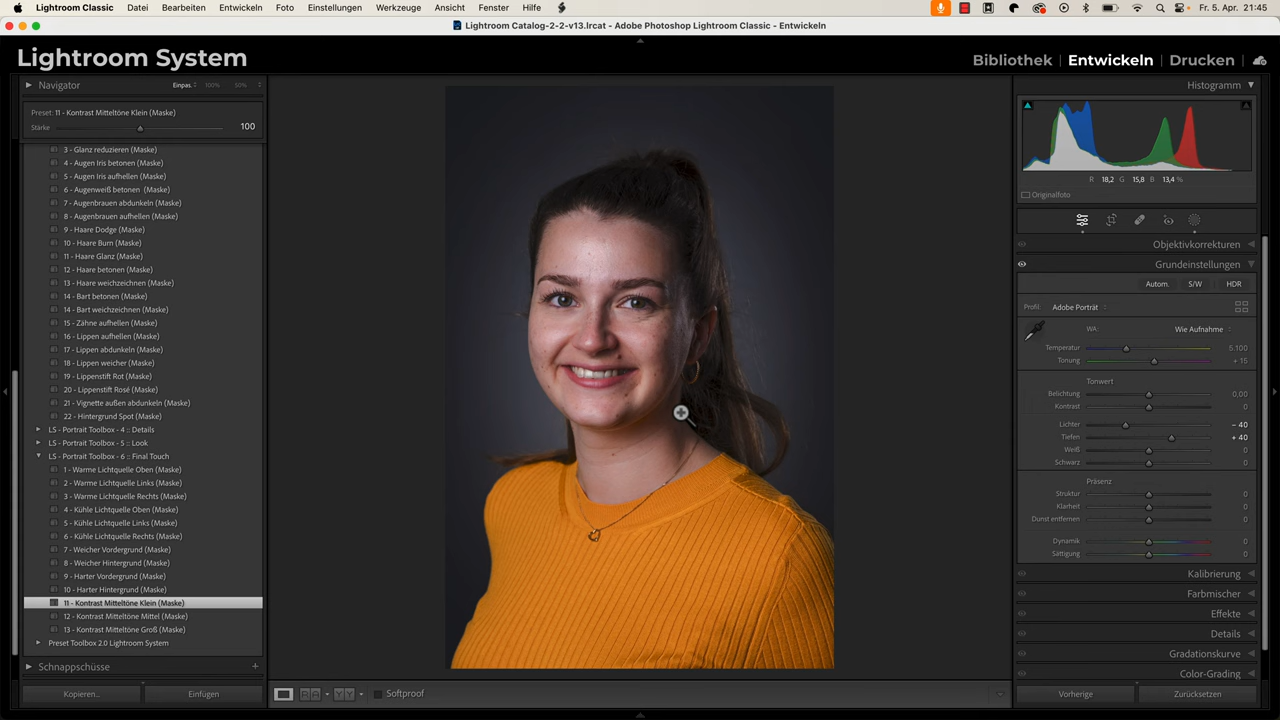 Lightroom Classic Datei Bearbeiten Entwickeln Foto Einstellungen Werkzeuge Ansicht Fenster Hilfe Fr. 5. Apr. 21:45
Lightroom Catalog-2-2-v13.lrcat - Adobe Photoshop Lightroom Classic - Entwickeln
Lightroom System
Bibliothek | Entwickeln | Drucken
Navigator Einpas. 100% 50%
Preset: 11 - Kontrast Mitteltöne Klein (Maske)
Stärke 100
3 - Glanz reduzieren (Maske)
4 - Augen Iris betonen (Maske)
5 - Augen Iris aufhellen (Maske)
6 - Augenweiß betonen (Maske)
7 - Augenbrauen abdunkeln (Maske)
8 - Augenbrauen aufhellen (Maske)
9 - Haare Dodge (Maske)
10 - Haare Burn (Maske)
11 - Haare Glanz (Maske)
12 - Haare betonen (Maske)
13 - Haare weichzeichnen (Maske)
14 - Bart betonen (Maske)
14 - Bart weichzeichnen (Maske)
15 - Zähne aufhellen (Maske)
16 - Lippen aufhellen (Maske)
17 - Lippen abdunkeln (Maske)
18 - Lippen weicher (Maske)
19 - Lippenstift Rot (Maske)
20 - Lippenstift Rosé (Maske)
21 - Vignette außen abdunkeln (Maske)
22 - Hintergrund Spot (Maske)
LS - Portrait Toolbox - 4 :: Details
LS - Portrait Toolbox - 5 :: Look
LS - Portrait Toolbox - 6 :: Final Touch
1 - Warme Lichtquelle Oben (Maske)
2 - Warme Lichtquelle Links (Maske)
3 - Warme Lichtquelle Rechts (Maske)
4 - Kühle Lichtquelle Oben (Maske)
5 - Kühle Lichtquelle Links (Maske)
6 - Kühle Lichtquelle Rechts (Maske)
7 - Weicher Vordergrund (Maske)
8 - Weicher Hintergrund (Maske)
9 - Harter Vordergrund (Maske)
10 - Harter Hintergrund (Maske)
11 - Kontrast Mitteltöne Klein (Maske)
12 - Kontrast Mitteltöne Mittel (Maske)
13 - Kontrast Mitteltöne Groß (Maske)
Preset Toolbox 2.0 Lightroom System
Schnappschüsse +
Kopieren... Einfügen
Softproof
Histogramm
R 18,2 G 15,8 B 13,4 %
Originalfoto
Objektivkorrekturen
Grundeinstellungen
Autom. S/W HDR
Profil: Adobe Porträt
WA: Wie Aufnahme
Temperatur 5.100
Tonung + 15
Tonwert
Belichtung 0,00
Kontrast 0
Lichter − 40
Tiefen + 40
Weiß 0
Schwarz 0
Präsenz
Struktur 0
Klarheit 0
Dunst entfernen 0
Dynamik 0
Sättigung 0
Kalibrierung
Farbmischer
Effekte
Details
Gradationskurve
Color-Grading
Vorherige Zurücksetzen